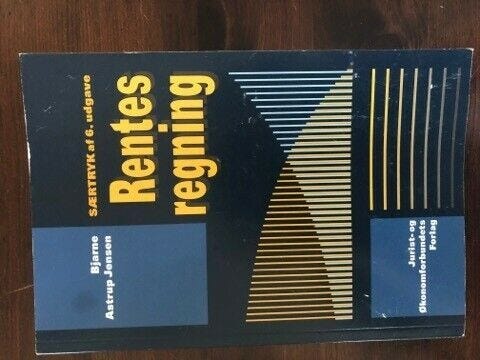 Bjarne
Astrup Jensen
SÆRTRYK af 6. udgave
Rentes
regning
Jurist- og
Økonomforbundets
Forlag